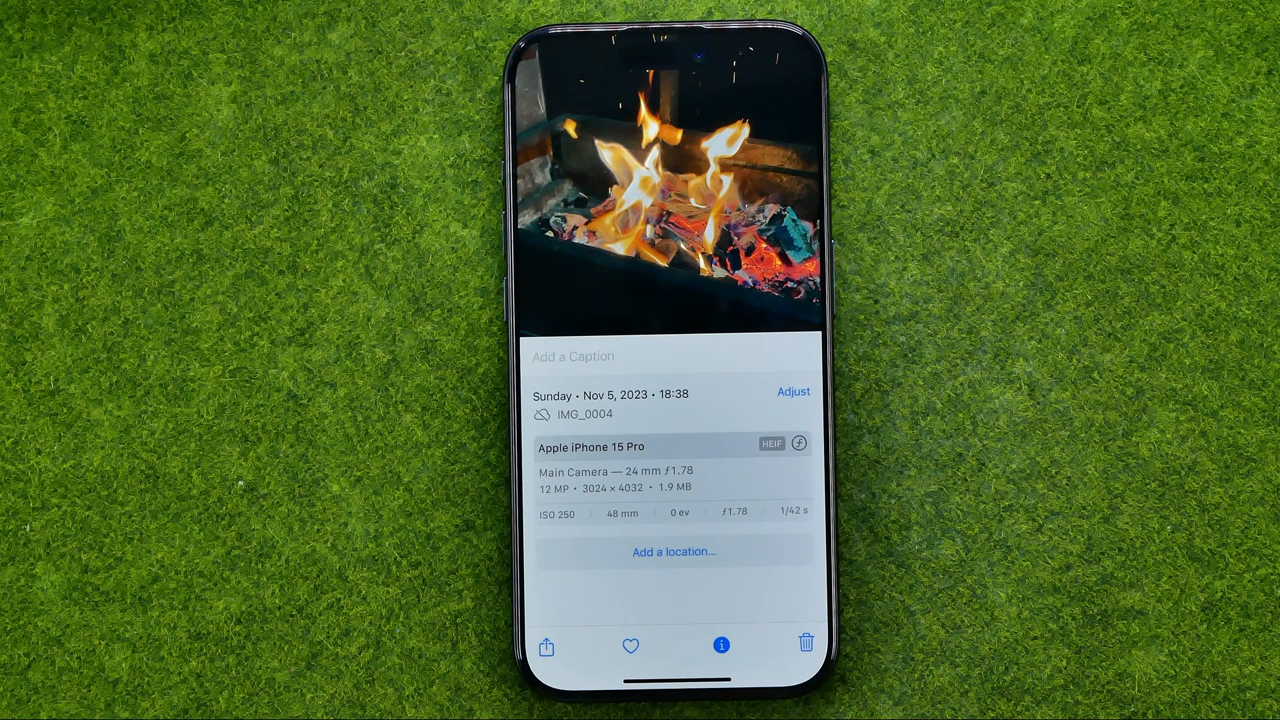 Add a Caption
Sunday • Nov 5, 2023 • 18:38 Adjust
IMG_0004
Apple iPhone 15 Pro HEIF
Main Camera — 24 mm ƒ1.78
12 MP • 3024 × 4032 • 1.9 MB
ISO 250 48 mm 0 ev ƒ1.78 1/42 s
Add a location...